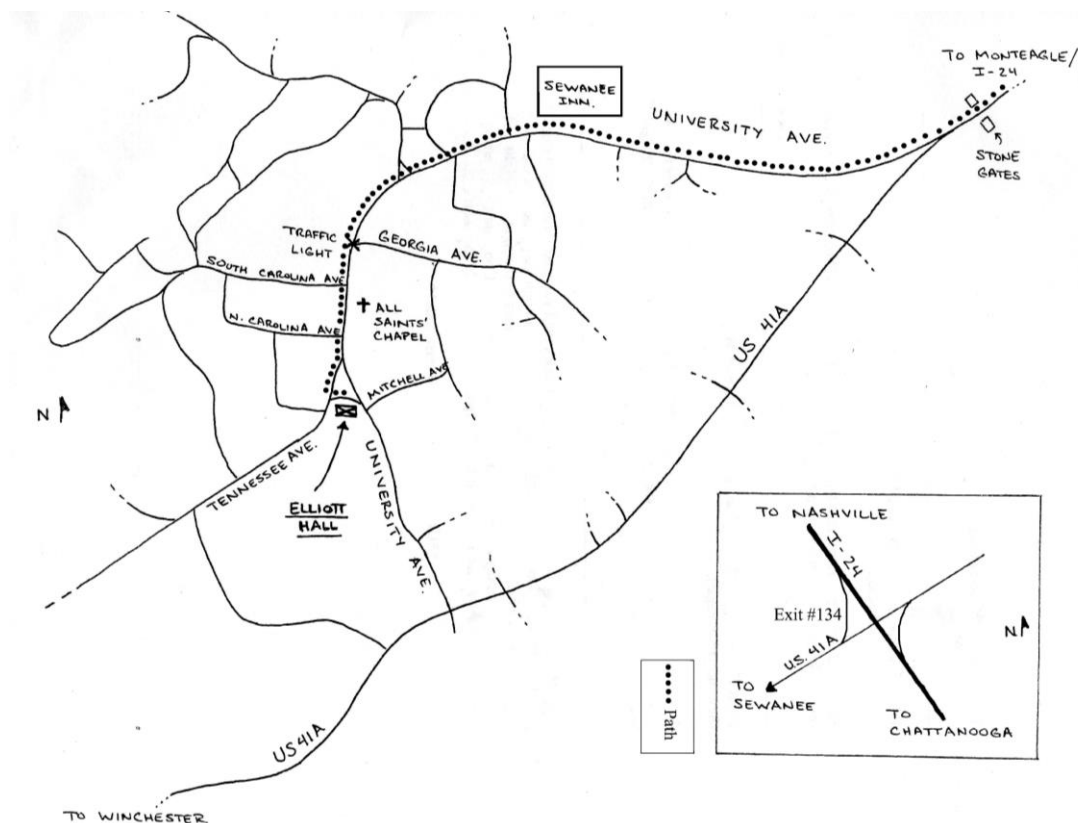 TO MONTEAGLE/
I-24
SEWANEE
INN.
UNIVERSITY AVE.
STONE
GATES
TRAFFIC
LIGHT
GEORGIA AVE.
SOUTH CAROLINA AVE
ALL
SAINTS'
CHAPEL
N. CAROLINA AVE
US 41A
MITCHELL AVE
N
TENNESSEE AVE.
UNIVERSITY AVE.
ELLIOTT
HALL
TO NASHVILLE
I-24
Exit #134
N
U.S. 41A
TO
SEWANEE
TO
CHATTANOOGA
Path
US 41A
TO WINCHESTER